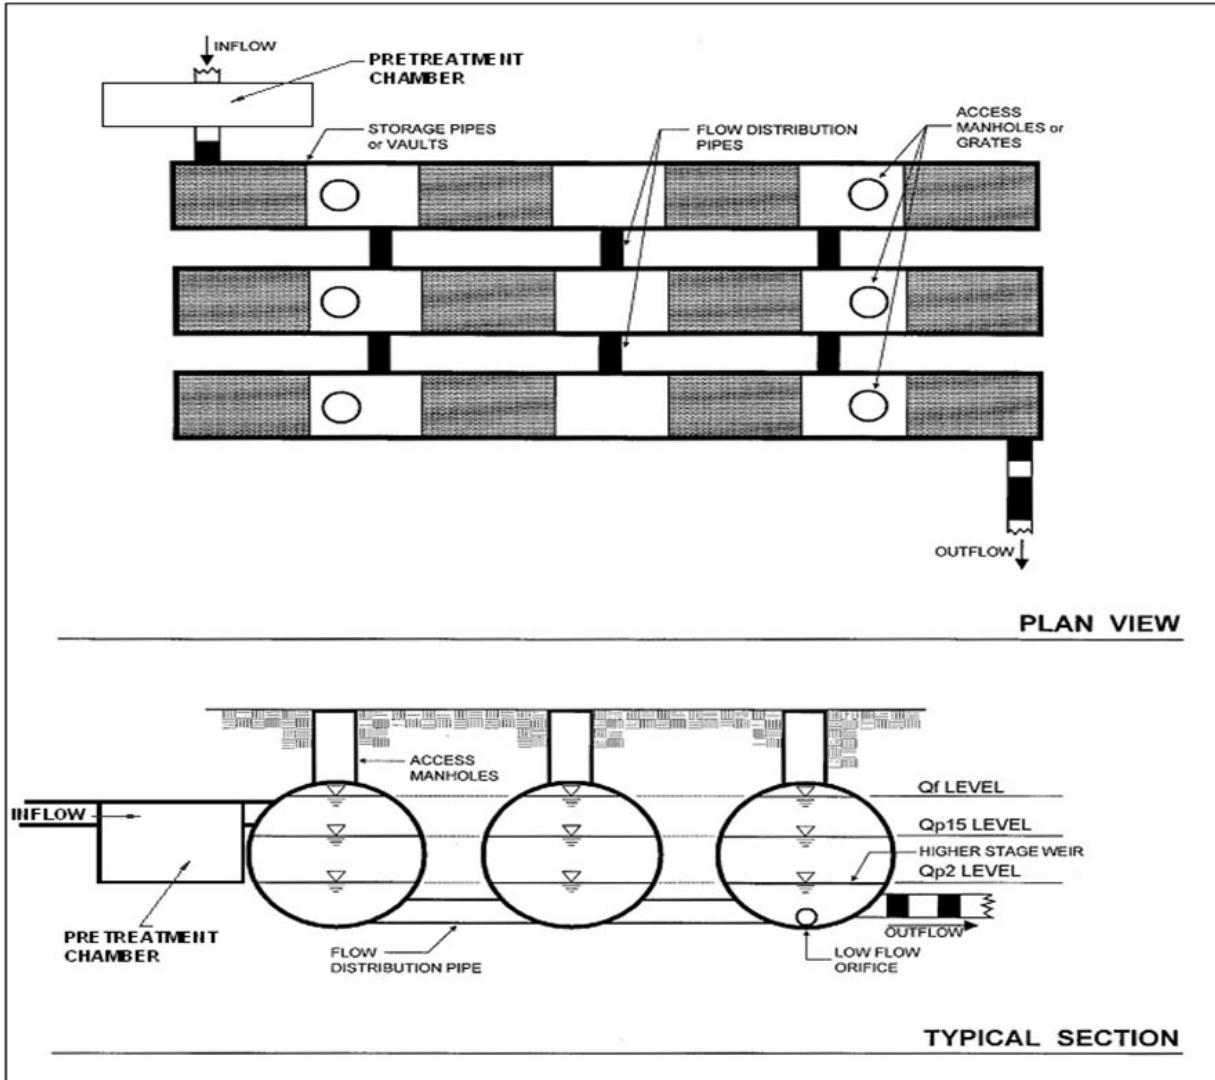 INFLOW
PRETREATMENT
CHAMBER
STORAGE PIPES
or VAULTS
FLOW DISTRIBUTION
PIPES
ACCESS
MANHOLES or
GRATES
OUTFLOW
PLAN VIEW
ACCESS
MANHOLES
Qf LEVEL
INFLOW
Qp15 LEVEL
HIGHER STAGE WEIR
Qp2 LEVEL
PRETREATMENT
CHAMBER
FLOW
DISTRIBUTION PIPE
OUTFLOW
LOW FLOW
ORIFICE
TYPICAL SECTION